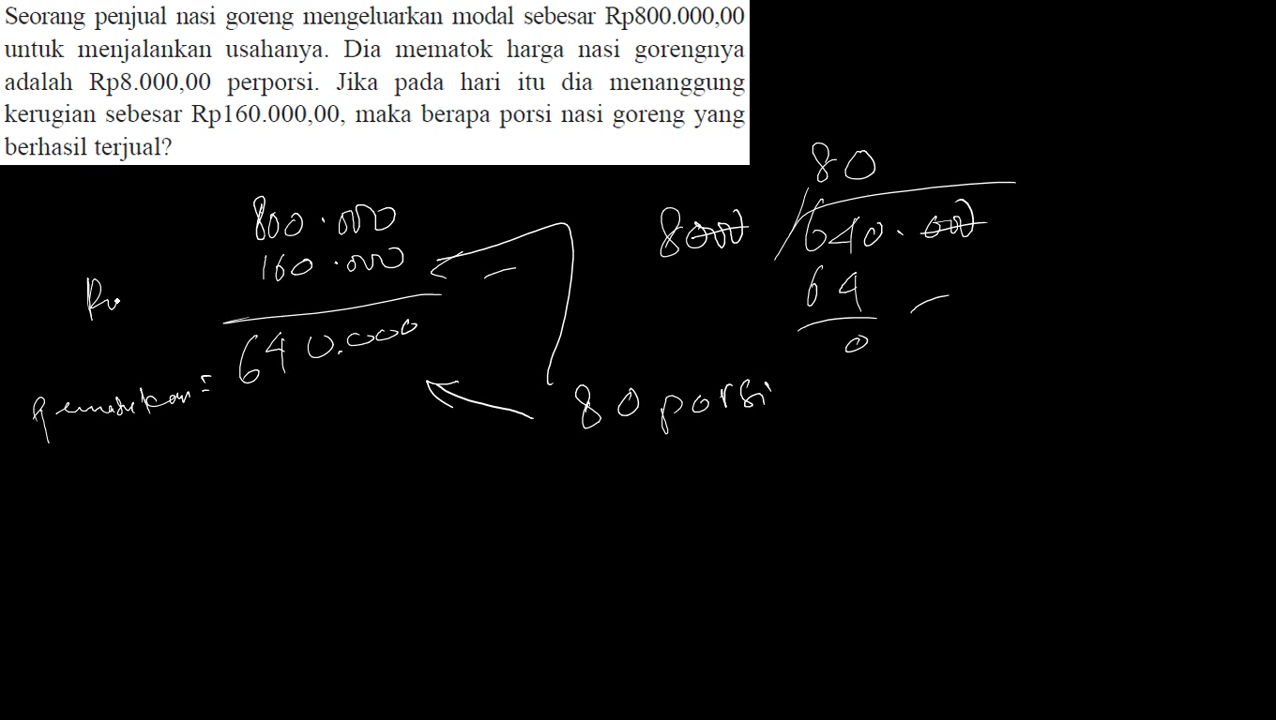 Seorang penjual nasi goreng mengeluarkan modal sebesar Rp800.000,00
untuk menjalankan usahanya. Dia mematok harga nasi gorengnya
adalah Rp8.000,00 perporsi. Jika pada hari itu dia menanggung
kerugian sebesar Rp160.000,00, maka berapa porsi nasi goreng yang
berhasil terjual?
80
800.000
8000 640.000
160.000 -
64 -
640.000
0
pemasukan =
80 porsi